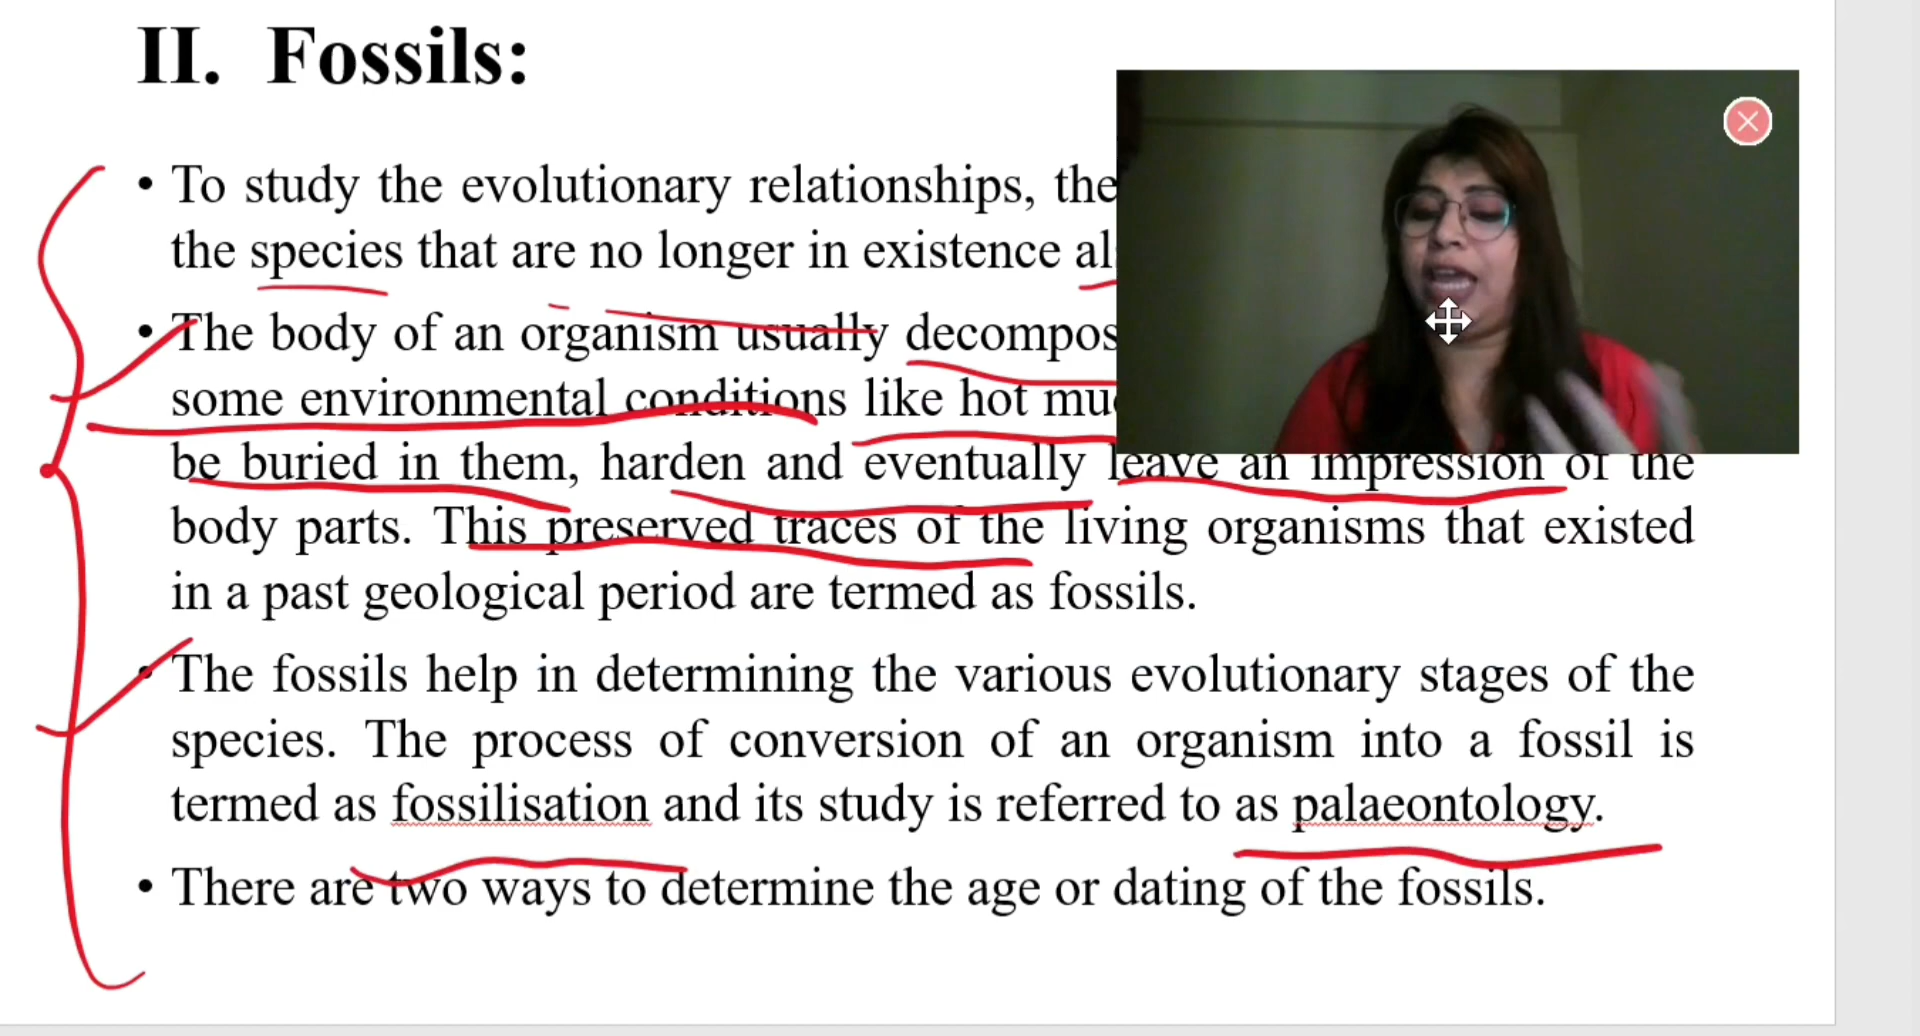 II. Fossils:
• To study the evolutionary relationships, the
the species that are no longer in existence
• The body of an organism usually
some environmental conditions like hot
be buried in them, harden and eventually leave an impression of the
body parts. This preserved traces of the living organisms that existed
in a past geological period are termed as fossils.
• The fossils help in determining the various evolutionary stages of the
species. The process of conversion of an organism into a fossil is
termed as fossilisation and its study is referred to as palaeontology.
• There are two ways to determine the age or dating of the fossils.